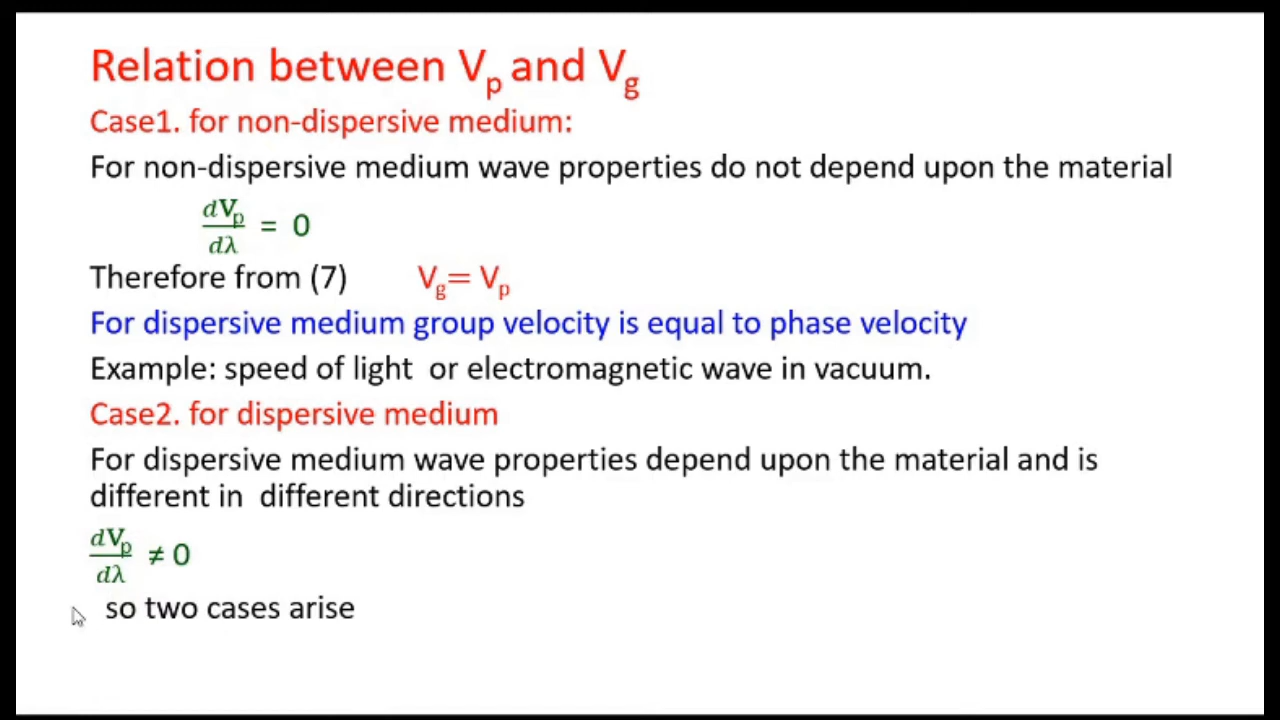 Relation between Vp and Vg
Case1. for non-dispersive medium:
For non-dispersive medium wave properties do not depend upon the material
dVp/dλ = 0
Therefore from (7) Vg= Vp
For dispersive medium group velocity is equal to phase velocity
Example: speed of light or electromagnetic wave in vacuum.
Case2. for dispersive medium
For dispersive medium wave properties depend upon the material and is
different in different directions
dVp/dλ ≠ 0
so two cases arise